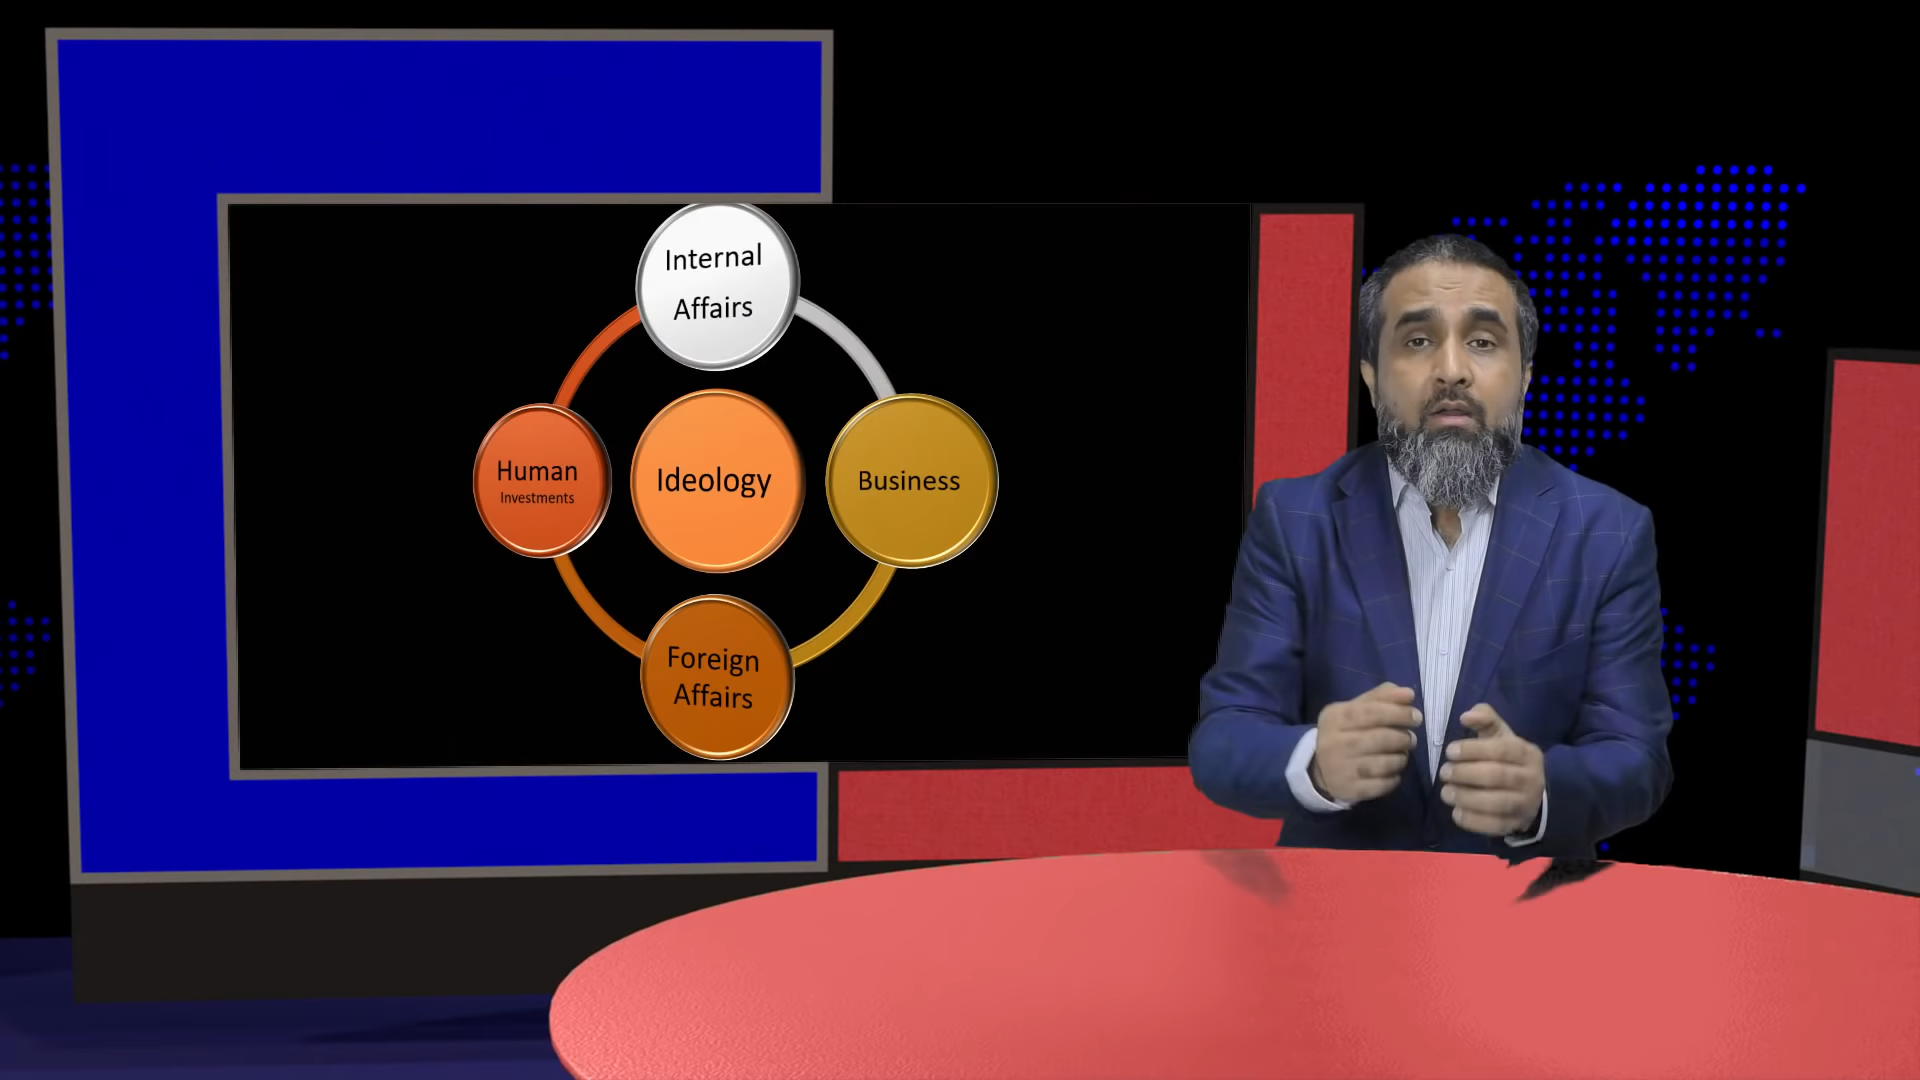 Internal
Affairs
Human
Investments
Ideology
Business
Foreign
Affairs